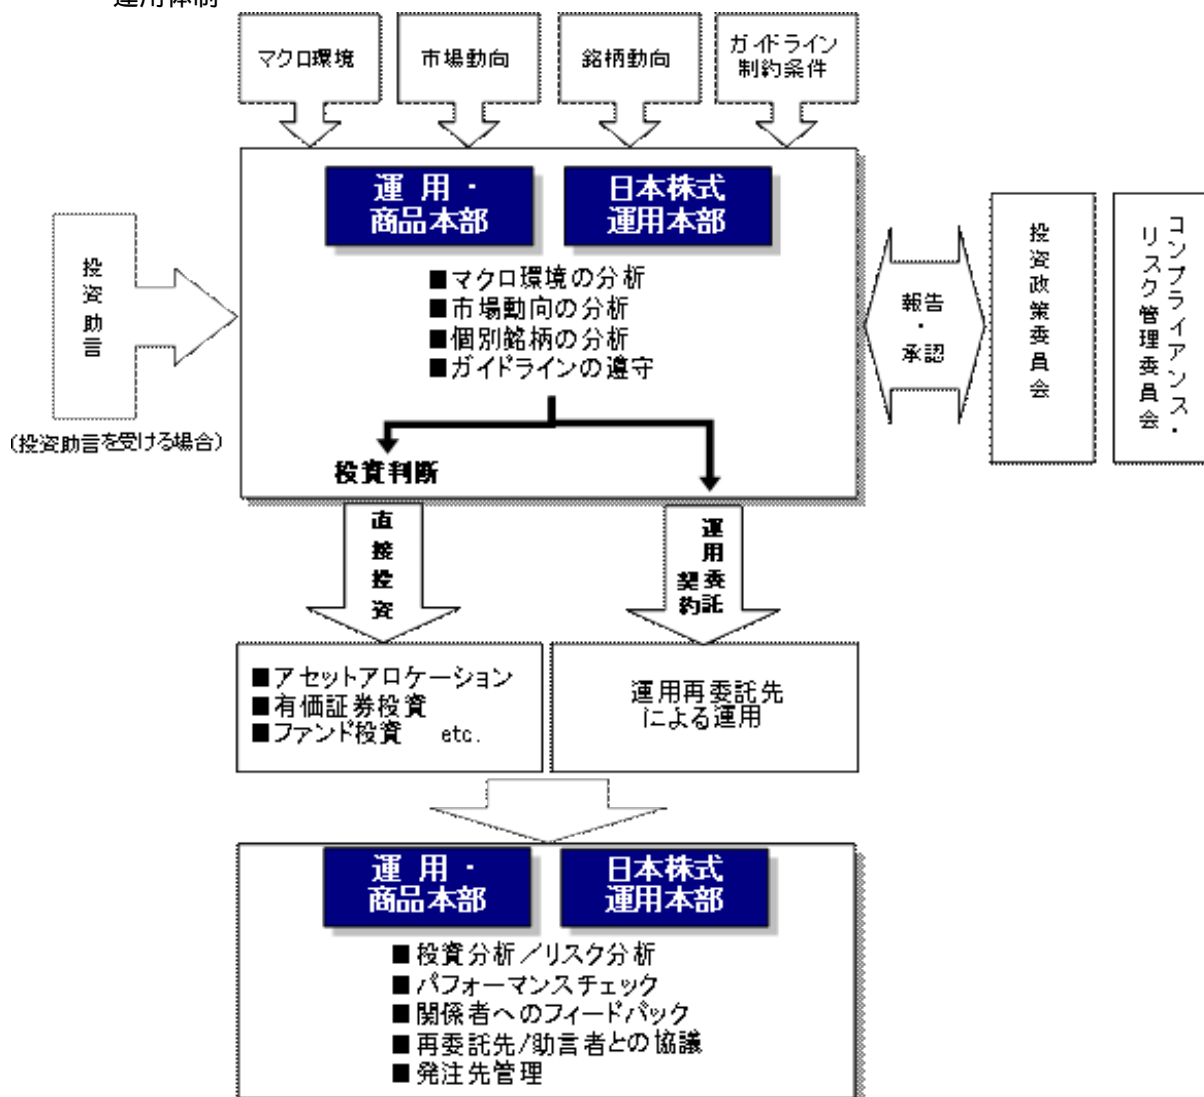 運用体制
マクロ環境
市場動向
銘柄動向
ガイドライン
制約条件
運 用 ・
商品本部
日本株式
運用本部
■マクロ環境の分析
■市場動向の分析
■個別銘柄の分析
■ガイドラインの遵守
投資助言
(投資助言を受ける場合)
報告
・
承認
投資政策委員会
コンプライアンス・
リスク管理委員会
投資判断
直接投資
運用委託
契約
■アセットアロケーション
■有価証券投資
■ファンド投資 etc.
運用再委託先
による運用
運 用 ・
商品本部
日本株式
運用本部
■投資分析／リスク分析
■パフォーマンスチェック
■関係者へのフィードバック
■再委託先/助言者との協議
■発注先管理